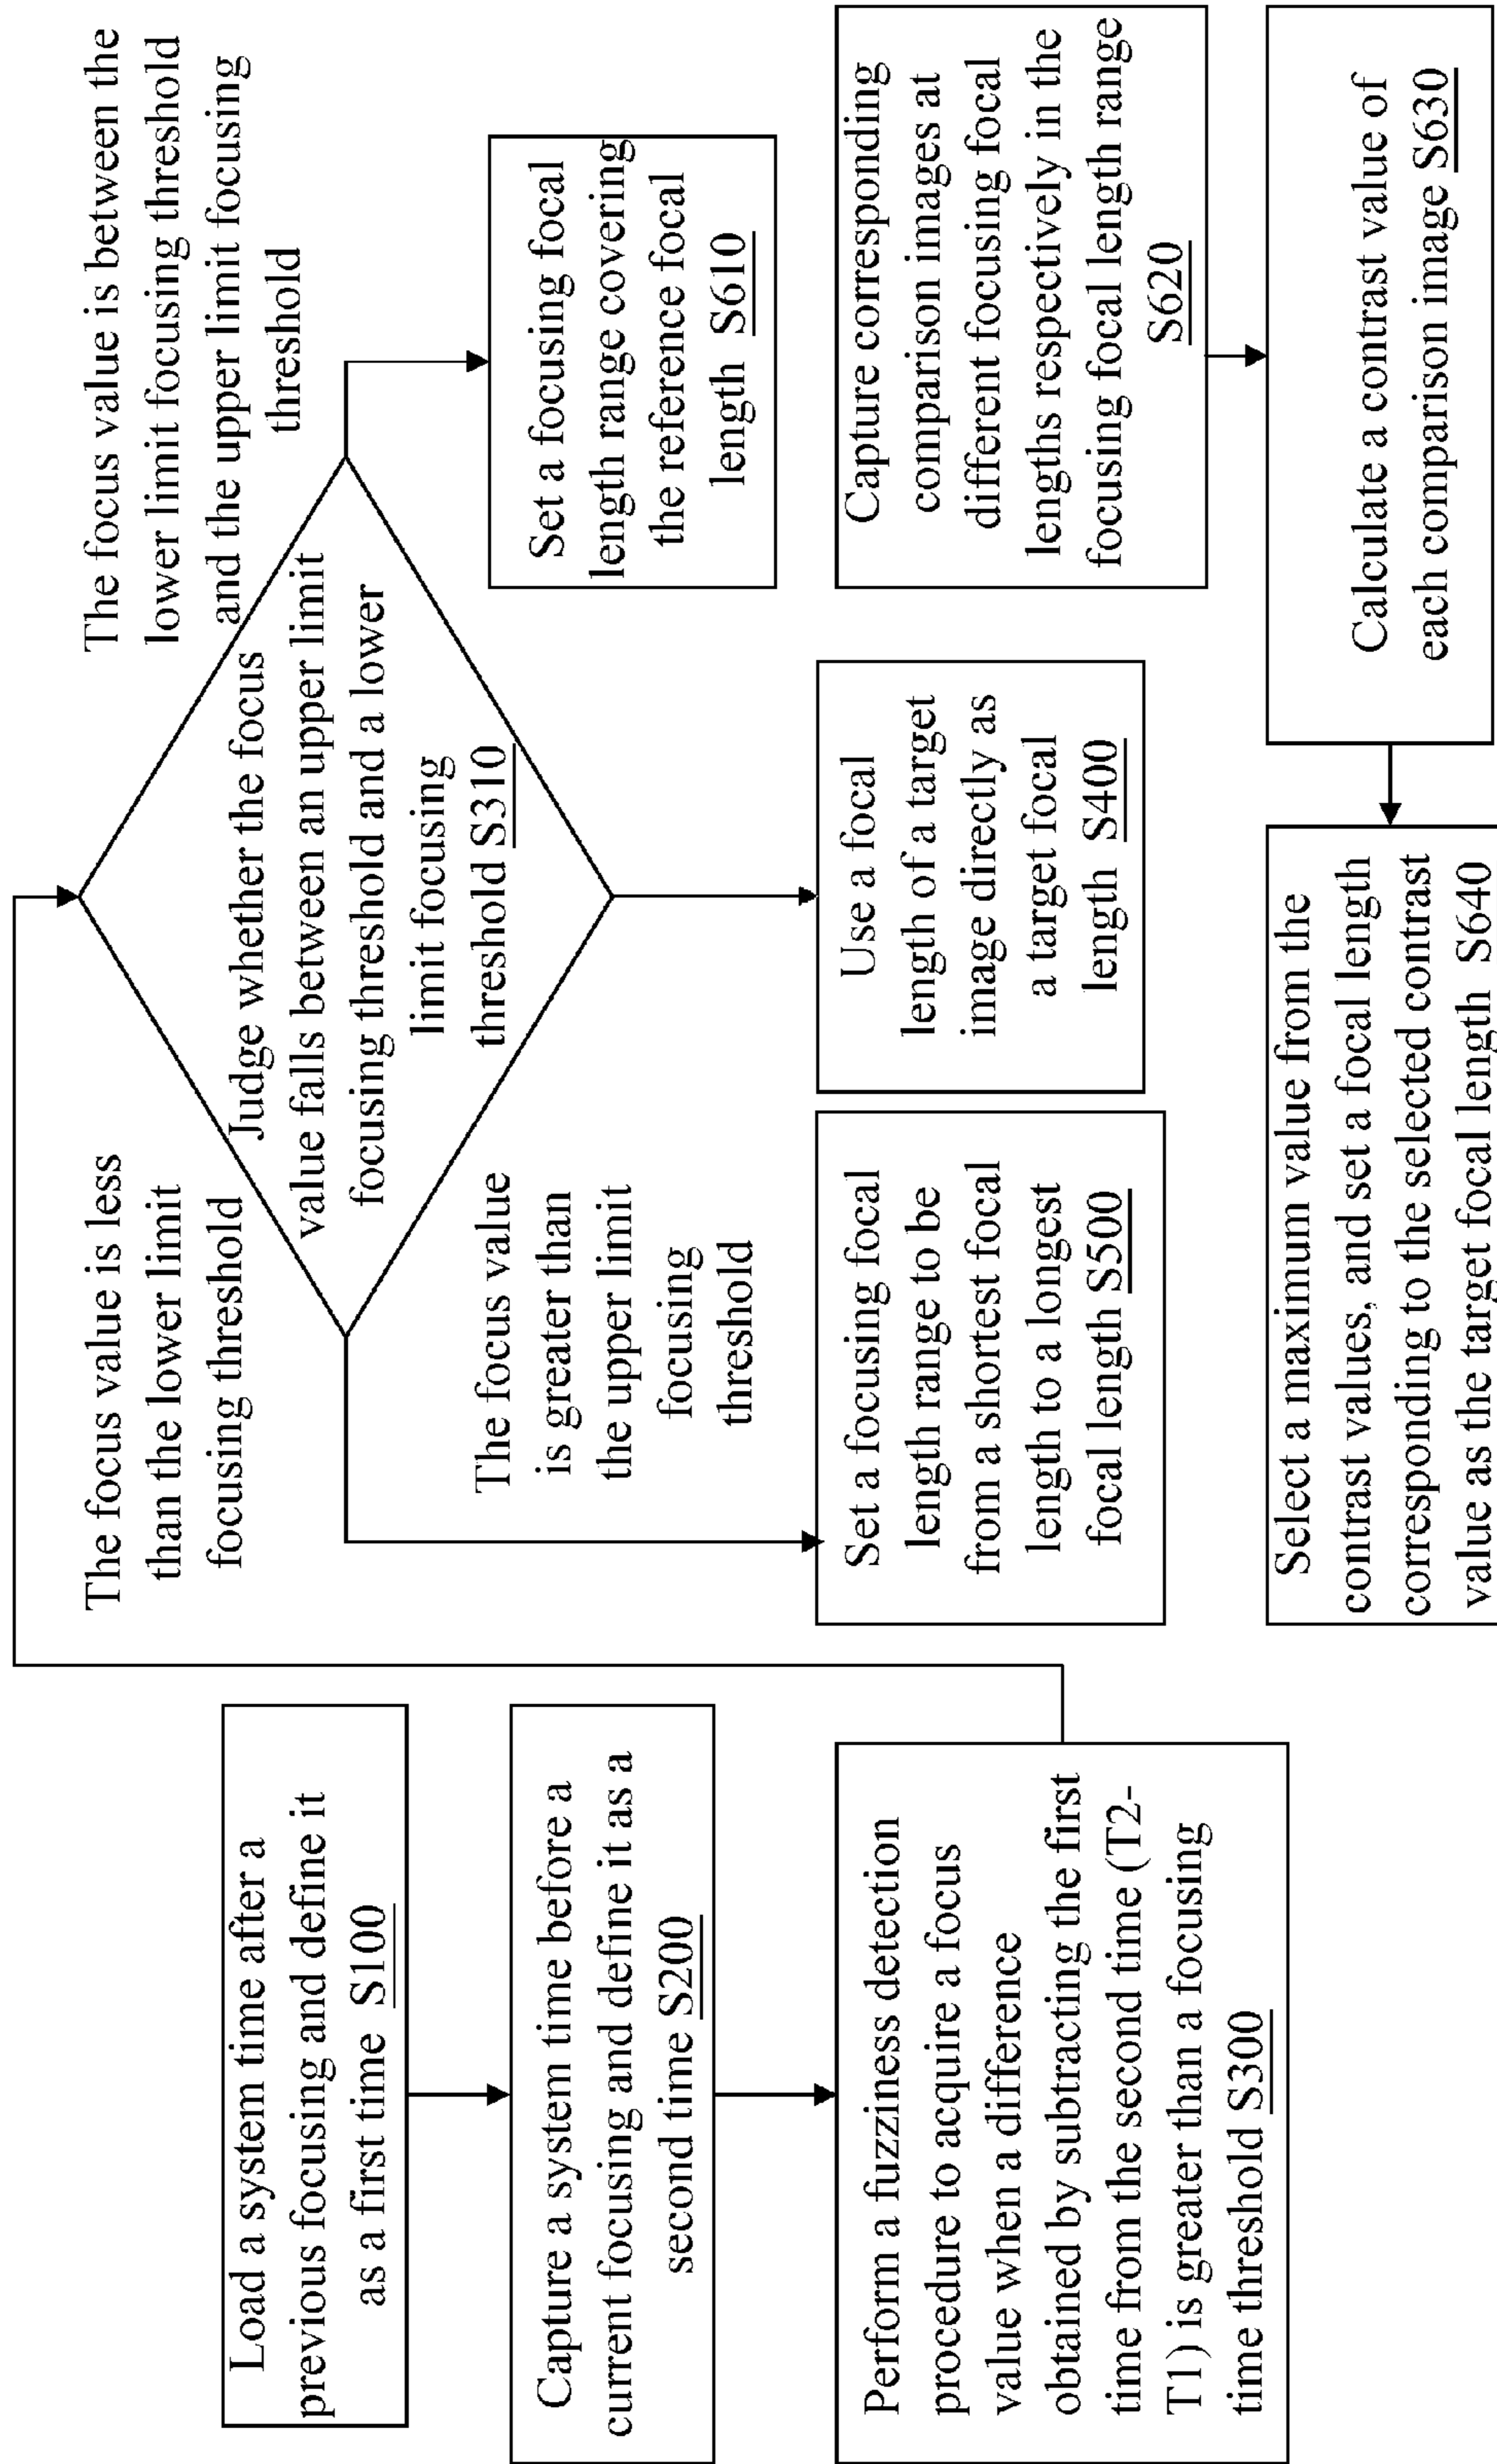 Load a system time after a
previous focusing and define it
as a first time S100
Capture a system time before a
current focusing and define it as a
second time S200
Perform a fuzziness detection
procedure to acquire a focus
value when a difference
obtained by subtracting the first
time from the second time (T2-
T1) is greater than a focusing
time threshold S300
The focus value is less
than the lower limit
focusing threshold
Judge whether the focus
value falls between an upper limit
focusing threshold and a lower
limit focusing
threshold S310
The focus value is between the
lower limit focusing threshold
and the upper limit focusing
threshold
The focus value
is greater than
the upper limit
focusing
threshold
Set a focusing focal
length range to be
from a shortest focal
length to a longest
focal length S500
Use a focal
length of a target
image directly as
a target focal
length S400
Set a focusing focal
length range covering
the reference focal
length S610
Capture corresponding
comparison images at
different focusing focal
lengths respectively in the
focusing focal length range
S620
Calculate a contrast value of
each comparison image S630
Select a maximum value from the
contrast values, and set a focal length
corresponding to the selected contrast
value as the target focal length S640